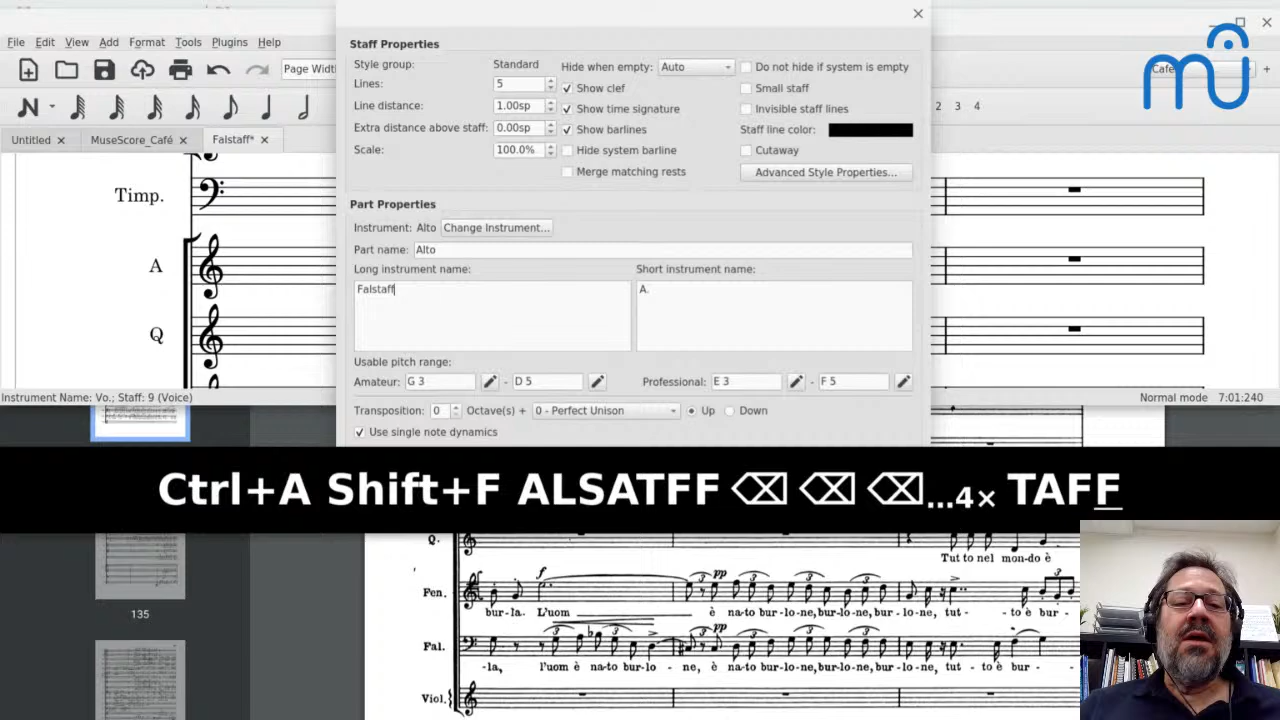 Staff Properties
File Edit View Add Format Tools Plugins Help
Style group: Standard Hide when empty: Auto Do not hide if system is empty
Page Width
Lines: 5 Show clef Small staff
Line distance: 1.00sp Show time signature Invisible staff lines
2 3 4
Extra distance above staff: 0.00sp Show barlines Staff line color:
Untitled MuseScore_Café Falstaff*
Scale: 100.0% Hide system barline Cutaway
Merge matching rests Advanced Style Properties...
Timp.
Part Properties
Instrument: Alto Change Instrument...
Part name: Alto
A
Long instrument name: Short instrument name:
Falstaff A.
Q
Usable pitch range:
Amateur: G 3 - D 5 Professional: E 3 - F 5
Instrument Name: Vo.; Staff: 9 (Voice) Normal mode 7:01:240
Transposition: 0 Octave(s) + 0 - Perfect Unison Up Down
Use single note dynamics
Ctrl+A Shift+F ALSATFF ⌫ ⌫ ⌫...4× TAFF
Q.
Tut to nel mon-do è
f pp
Pen.
bur-la. L'uom è na-to bur-lo-ne, bur-lo-ne, bur - lo-ne, tut - - to è bur -
pp
Fal.
-la, l'uom è na-to bur-lo - ne, è na-to bur-lo-ne, bur-lo-ne, bur - lo-ne, tut - to è bur -
Viol.
135